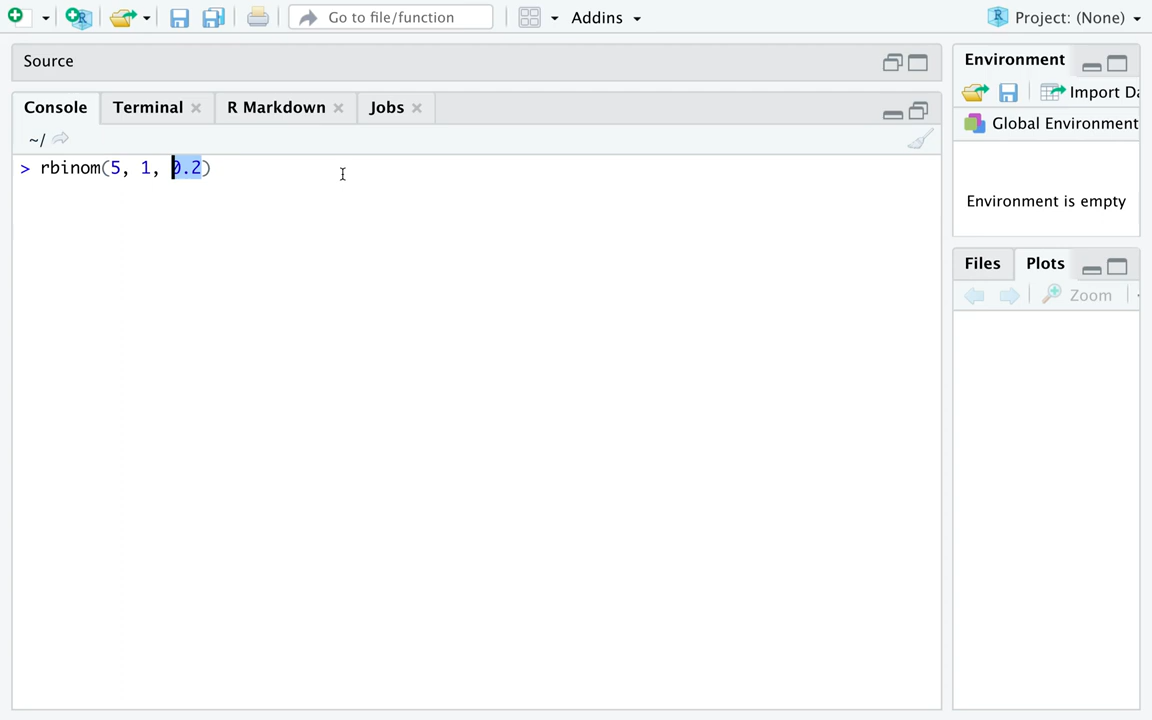 Go to file/function
Addins
Project: (None)
Source
Environment
Console
Terminal
R Markdown
Jobs
Import Da
~/
Global Environment
> rbinom(5, 1, 0.2)
Environment is empty
Files
Plots
Zoom